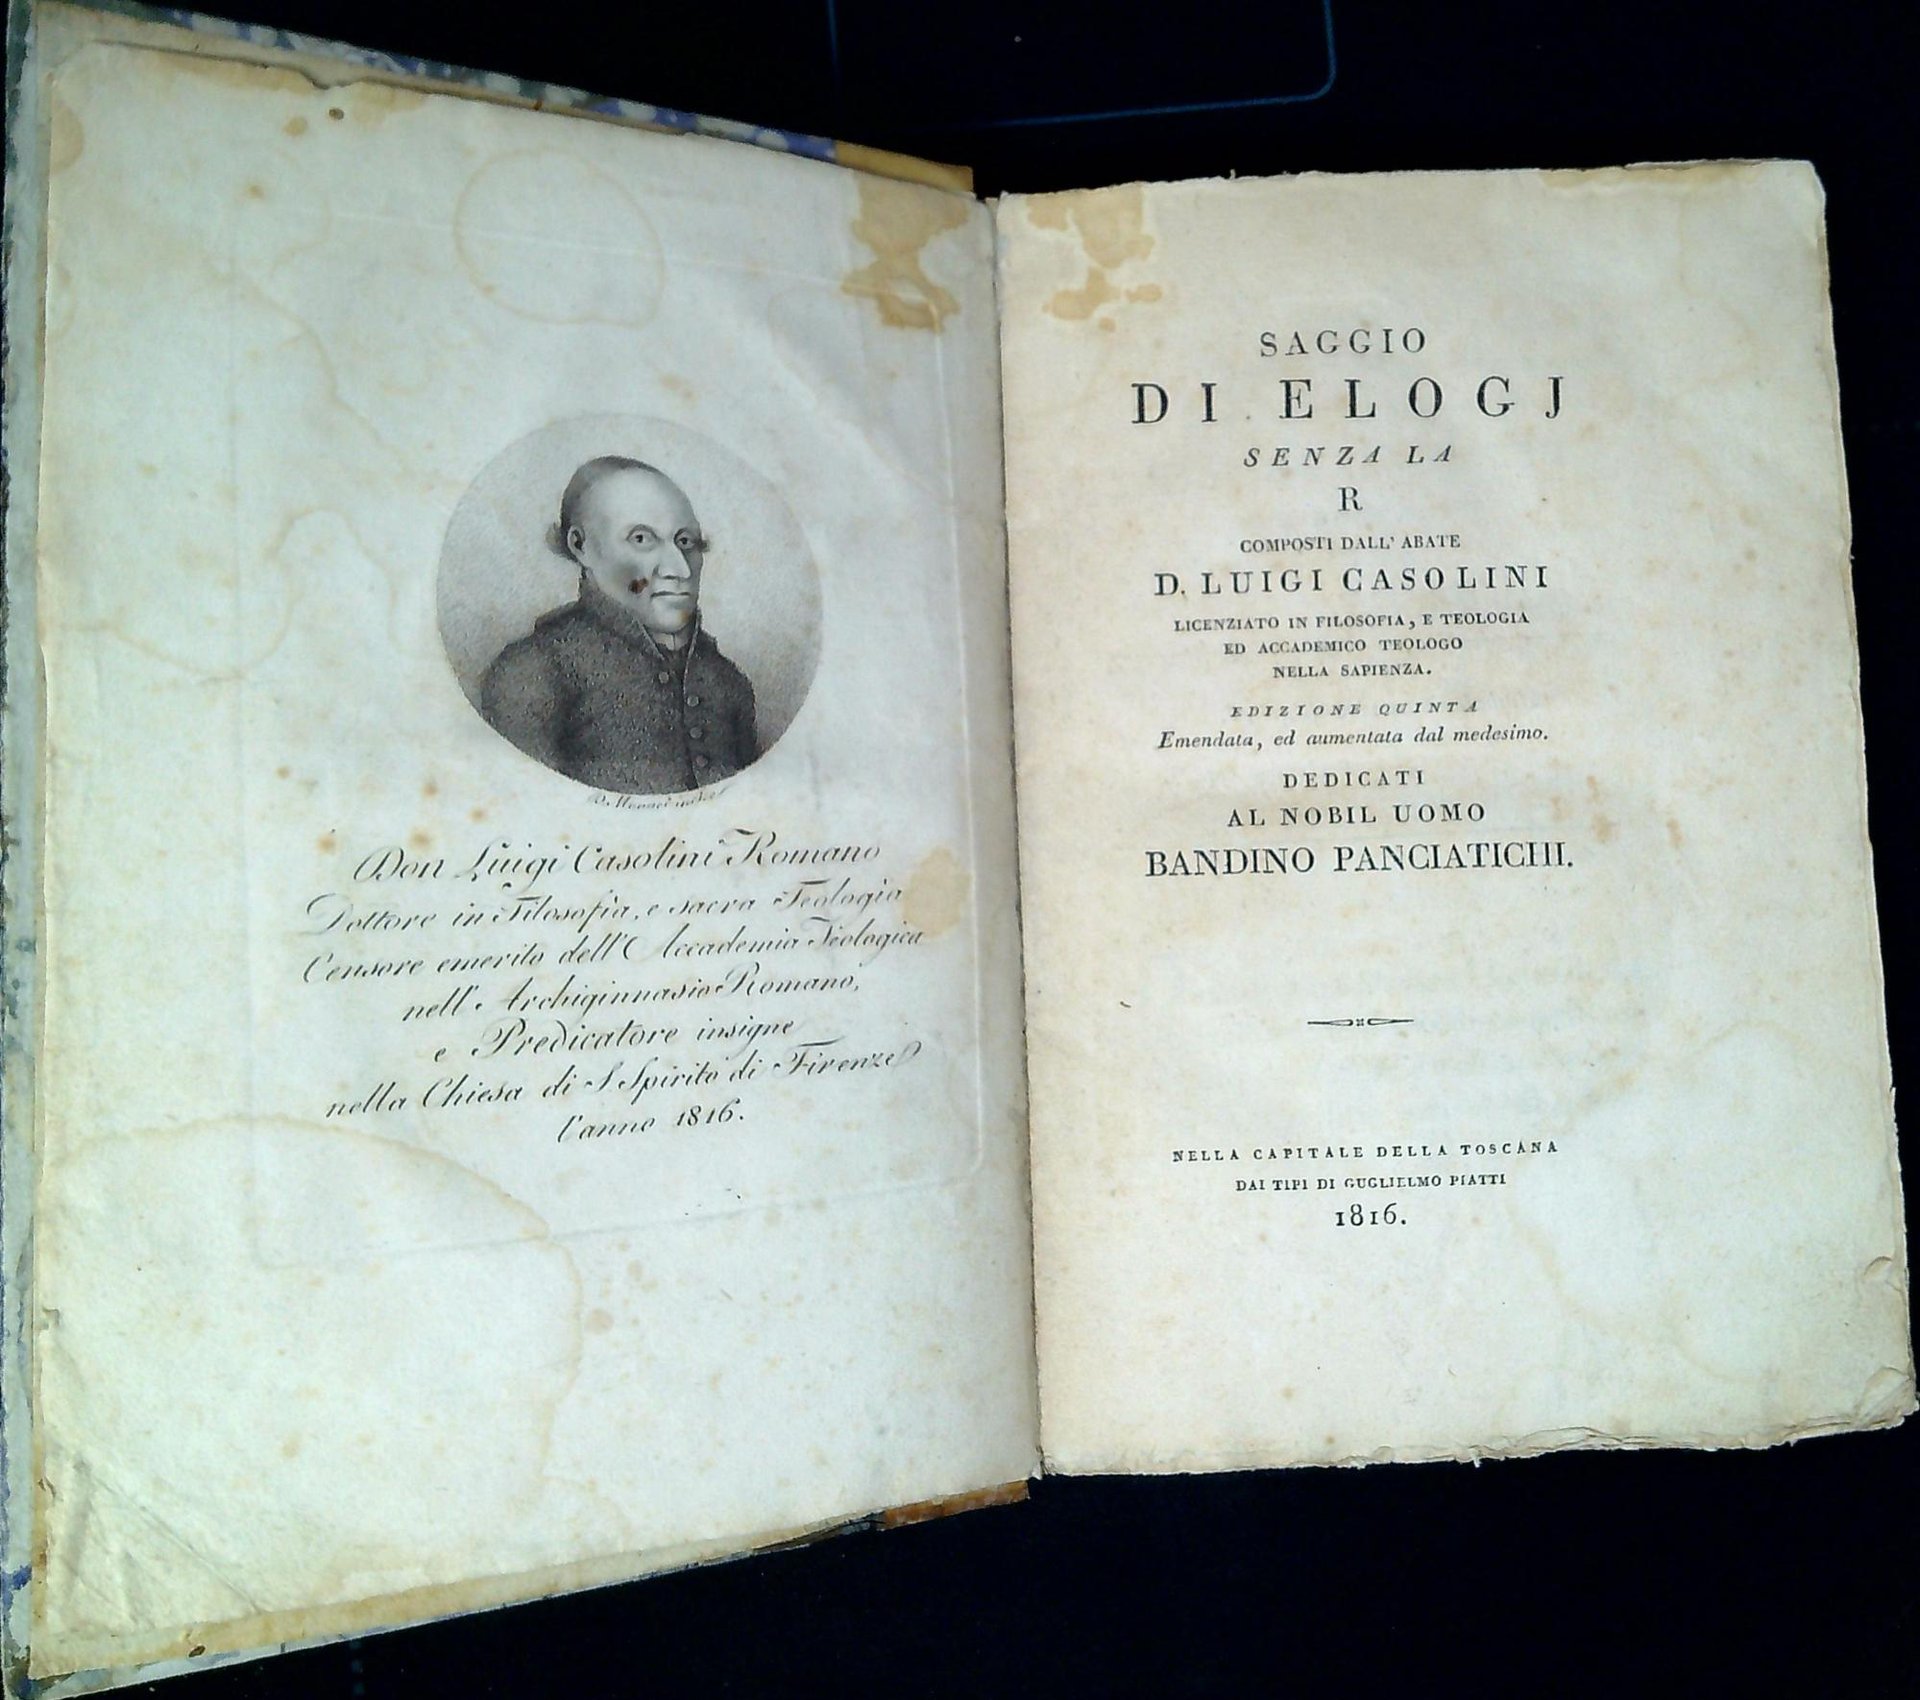 Don Luigi Casolini Romano
Dottore in Filosofia, e sacra Teologia
Censore emerito dell'Accademia Teologica
nell'Archiginnasio Romano,
e Predicatore insigne
nella Chiesa di S. Spirito di Firenze
l'anno 1816.
SAGGIO
DI ELOGJ
SENZA LA
R
COMPOSTI DALL' ABATE
D. LUIGI CASOLINI
LICENZIATO IN FILOSOFIA, E TEOLOGIA
ED ACCADEMICO TEOLOGO
NELLA SAPIENZA.
EDIZIONE QUINTA
Emendata, ed aumentata dal medesimo.
DEDICATI
AL NOBIL UOMO
BANDINO PANCIATICHI.
NELLA CAPITALE DELLA TOSCANA
DAI TIPI DI GUGLIELMO PIATTI
1816.